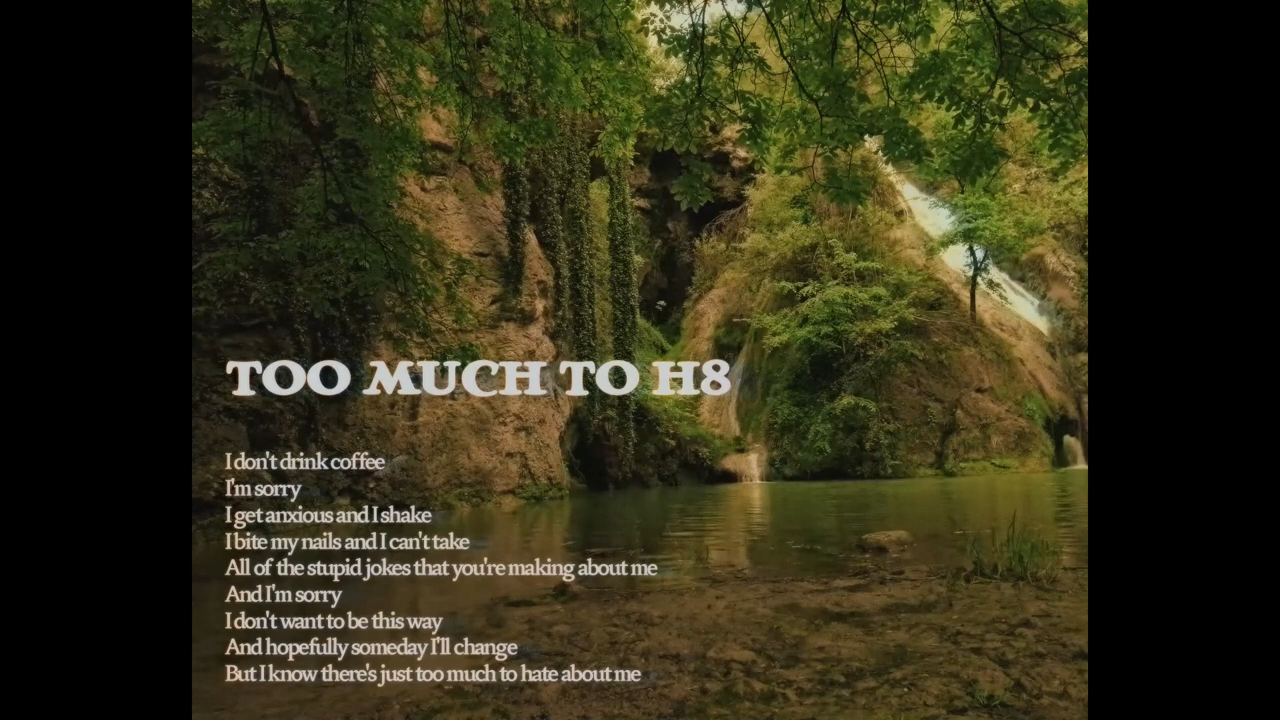 TOO MUCH TO H8
I don't drink coffee
I'm sorry
I get anxious and I shake
I bite my nails and I can't take
All of the stupid jokes that you're making about me
And I'm sorry
I don't want to be this way
And hopefully someday I'll change
But I know there's just too much to hate about me